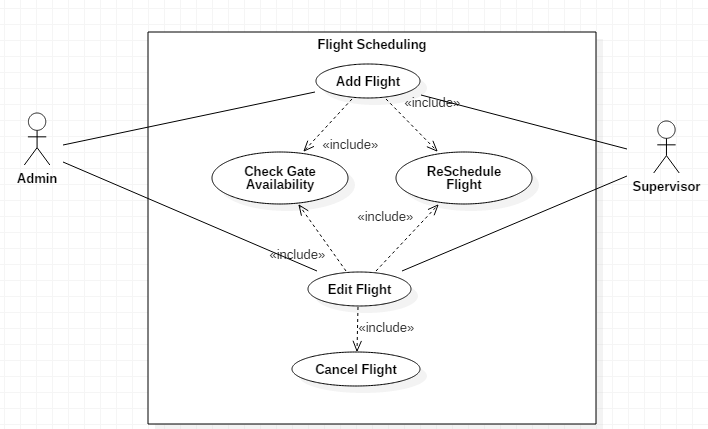 Flight Scheduling
Add Flight
«include»
«include»
Check Gate
Availability
ReSchedule
Flight
Admin
Supervisor
«include»
«include»
Edit Flight
«include»
Cancel Flight